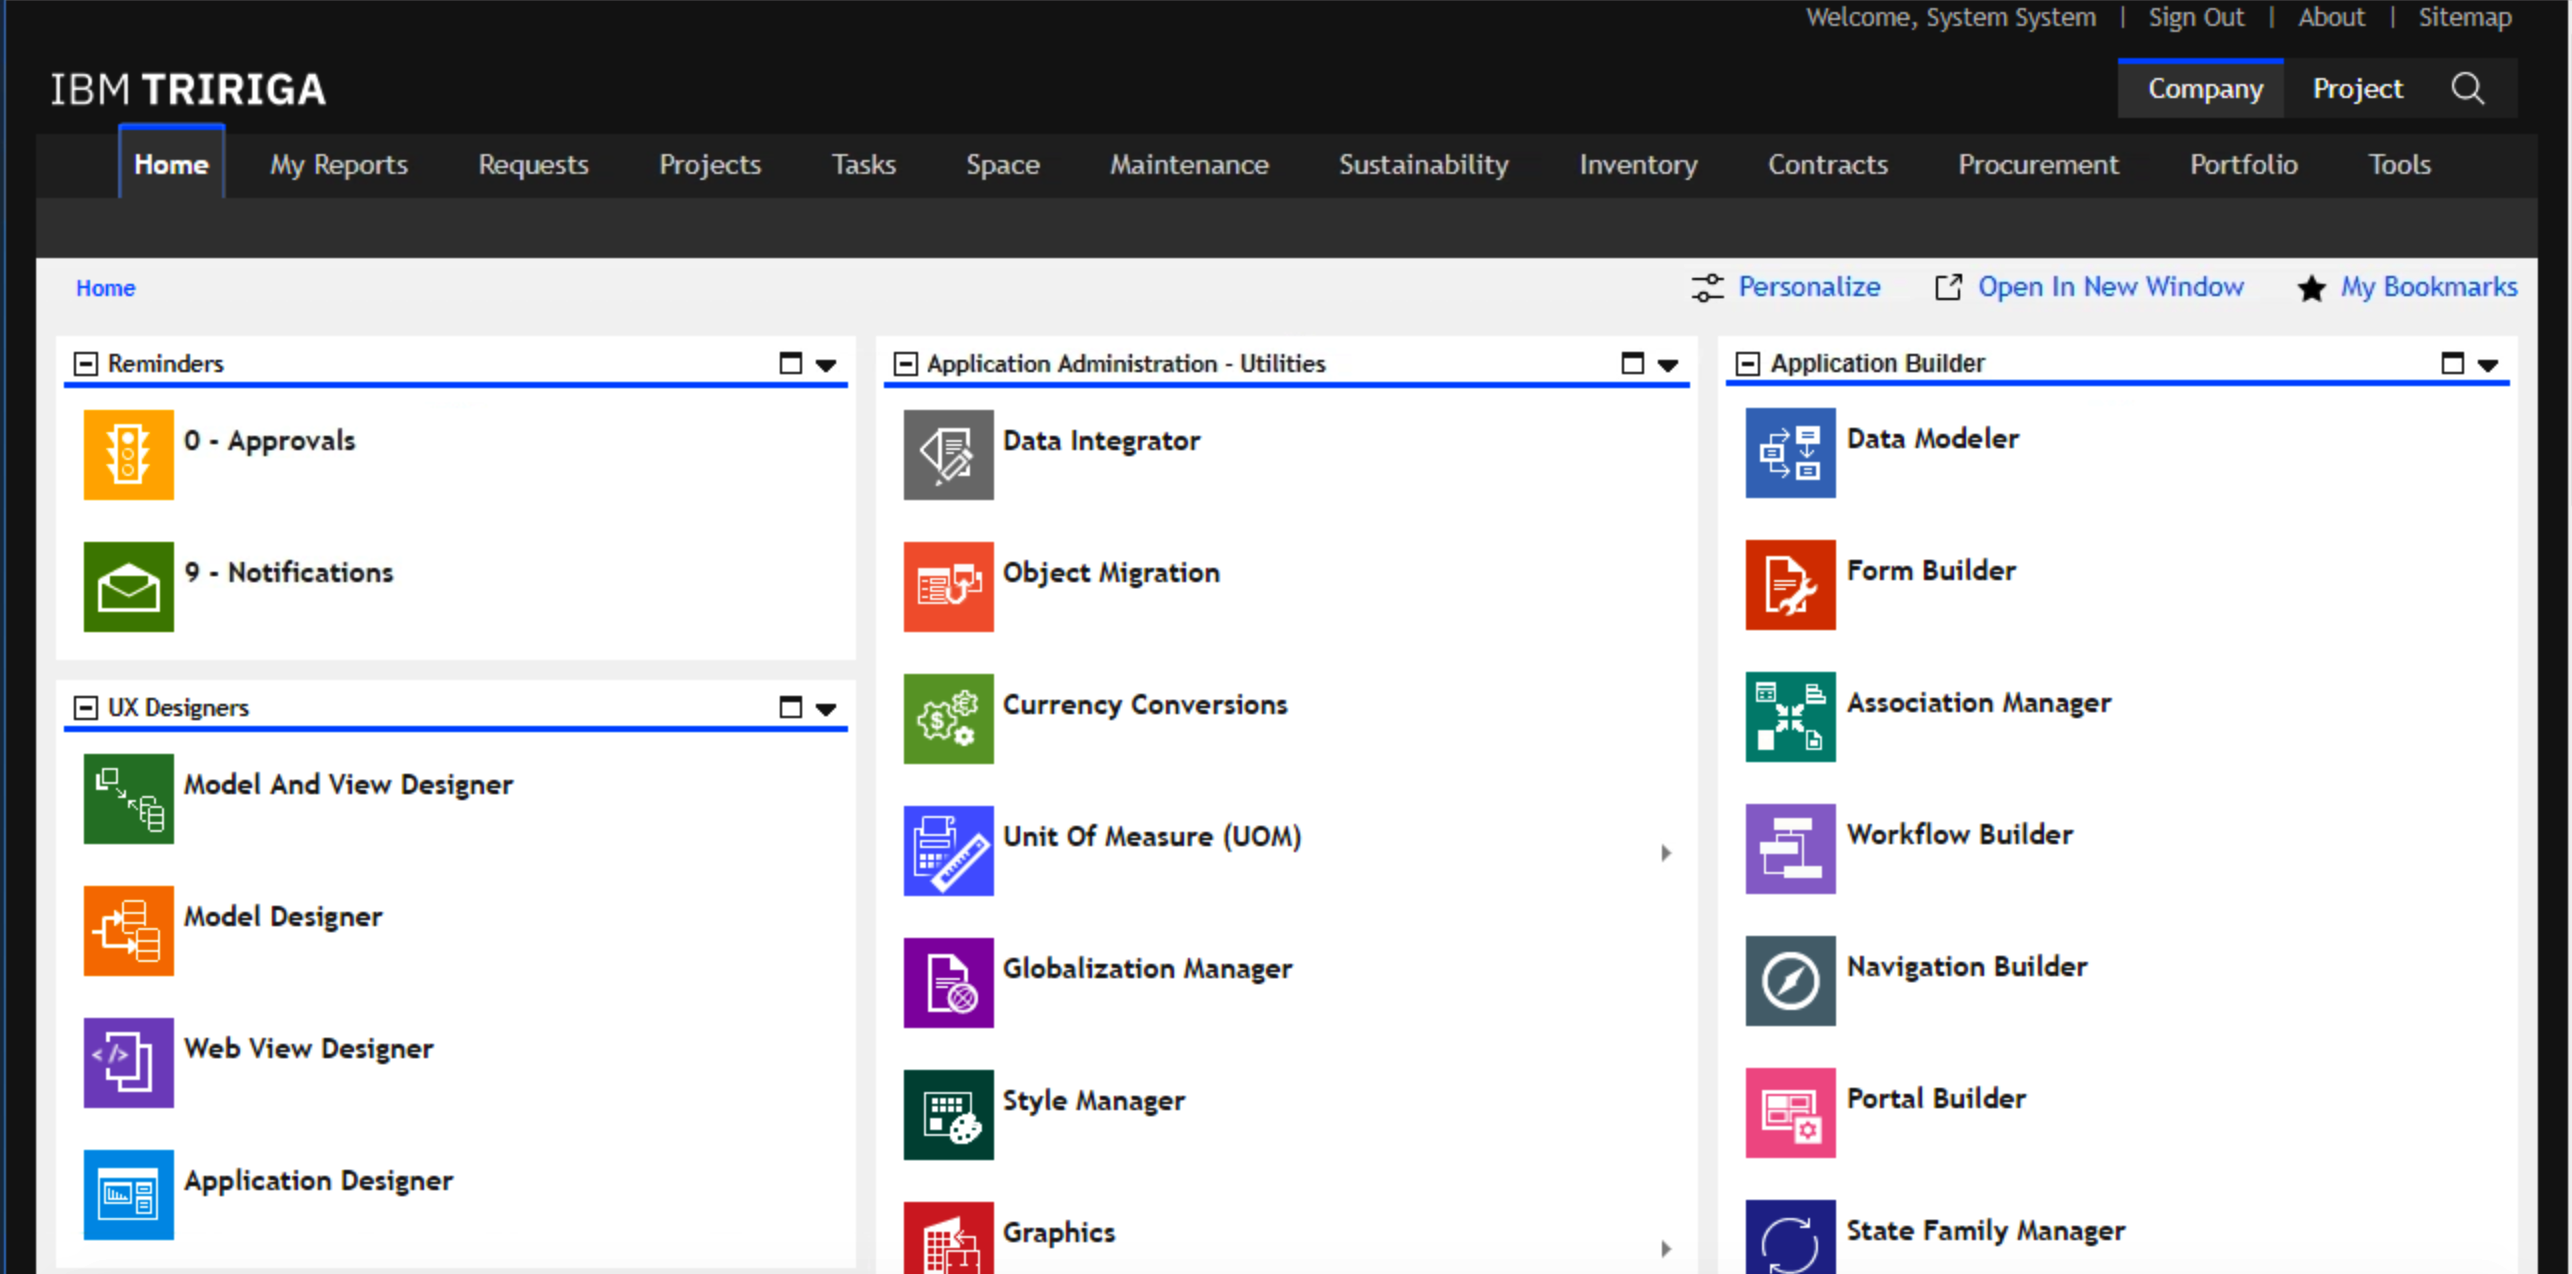 Welcome, System System | Sign Out | About | Sitemap
IBM TRIRIGA
Company Project
Home My Reports Requests Projects Tasks Space Maintenance Sustainability Inventory Contracts Procurement Portfolio Tools
Home
Personalize Open In New Window My Bookmarks
Reminders
0 - Approvals
9 - Notifications
UX Designers
Model And View Designer
Model Designer
Web View Designer
Application Designer
Application Administration - Utilities
Data Integrator
Object Migration
Currency Conversions
Unit Of Measure (UOM)
Globalization Manager
Style Manager
Graphics
Application Builder
Data Modeler
Form Builder
Association Manager
Workflow Builder
Navigation Builder
Portal Builder
State Family Manager